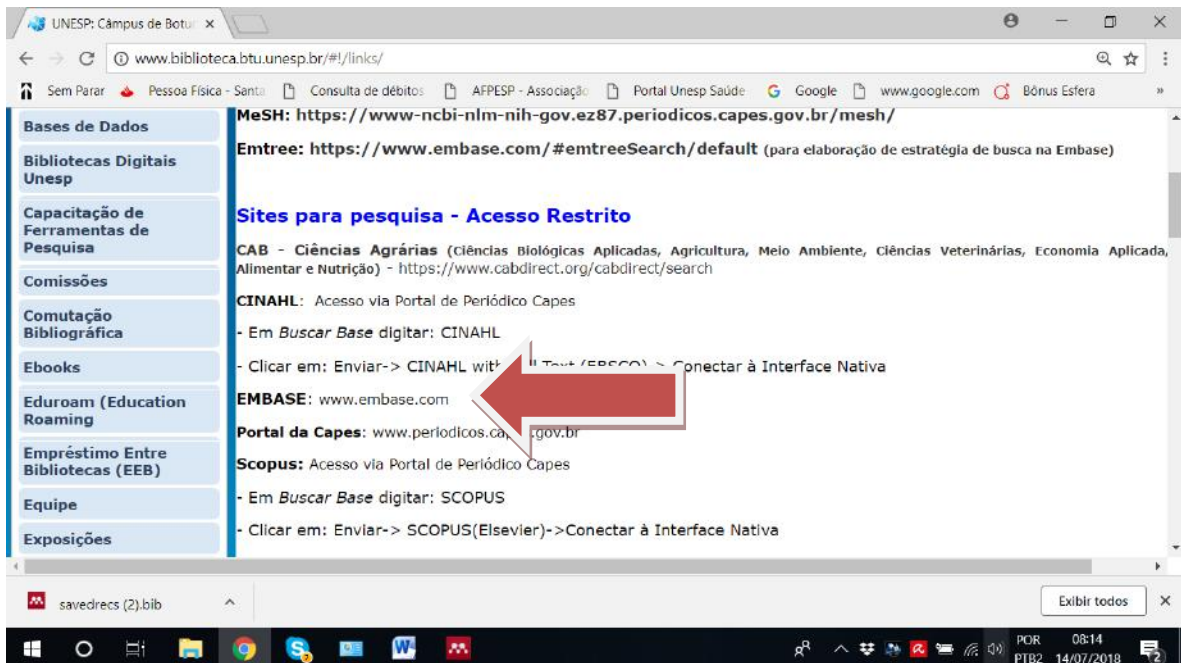 UNESP: Câmpus de Botu
www.biblioteca.btu.unesp.br/#!/links/
Sem Parar Pessoa Física - Santa Consulta de débitos AFPESP - Associação Portal Unesp Saúde Google www.google.com Bônus Esfera »
Bases de Dados
Bibliotecas Digitais
Unesp
Capacitação de
Ferramentas de
Pesquisa
Comissões
Comutação
Bibliográfica
Ebooks
Eduroam (Education
Roaming
Empréstimo Entre
Bibliotecas (EEB)
Equipe
Exposições
MeSH: https://www-ncbi-nlm-nih-gov.ez87.periodicos.capes.gov.br/mesh/
Emtree: https://www.embase.com/#emtreeSearch/default (para elaboração de estratégia de busca na Embase)
Sites para pesquisa - Acesso Restrito
CAB - Ciências Agrárias (Ciências Biológicas Aplicadas, Agricultura, Meio Ambiente, Ciências Veterinárias, Economia Aplicada,
Alimentar e Nutrição) - https://www.cabdirect.org/cabdirect/search
CINAHL: Acesso via Portal de Periódico Capes
- Em Buscar Base digitar: CINAHL
- Clicar em: Enviar-> CINAHL with Text (EBSCO) -> Conectar à Interface Nativa
EMBASE: www.embase.com
Portal da Capes: www.periodicos.capes.gov.br
Scopus: Acesso via Portal de Periódico Capes
- Em Buscar Base digitar: SCOPUS
- Clicar em: Enviar-> SCOPUS(Elsevier)->Conectar à Interface Nativa
savedrecs (2).bib
Exibir todos
POR 08:14
PTB2 14/07/2018
2